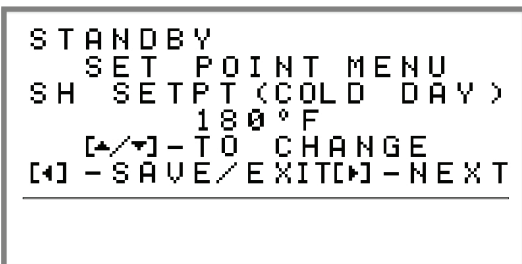 STANDBY
SET POINT MENU
SH SETPT(COLD DAY)
180°F
[▲/▼]-TO CHANGE
[◀] -SAVE/EXIT[▶]-NEXT